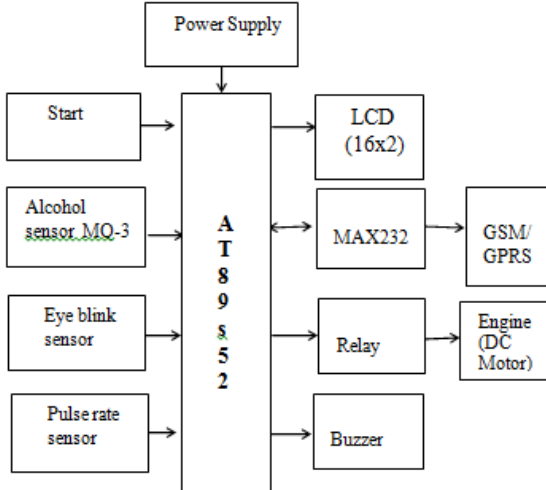 Power Supply
Start
LCD
(16x2)
Alcohol
sensor MQ-3
A
T
8
9
s
5
2
MAX232
GSM/
GPRS
Eye blink
sensor
Relay
Engine
(DC
Motor)
Pulse rate
sensor
Buzzer